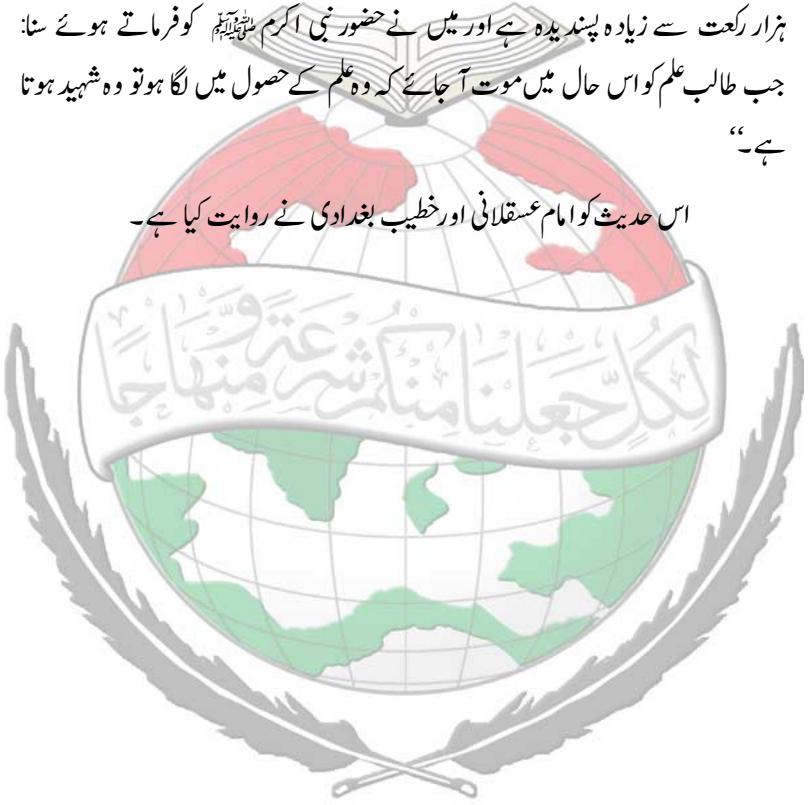 ہزار رکعت سے زیادہ پسندیدہ ہے اور میں نے حضور نبی اکرم ﷺ کو فرماتے ہوئے سنا:
جب طالب علم کو اس حال میں موت آ جائے کہ وہ علم کے حصول میں لگا ہو تو وہ شہید ہوتا
ہے۔‘‘
اس حدیث کو امام عسقلانی اور خطیب بغدادی نے روایت کیا ہے۔
لِكُلٍّ جَعَلْنَا مِنكُمْ شِرْعَةً وَّمِنْهَاجًا